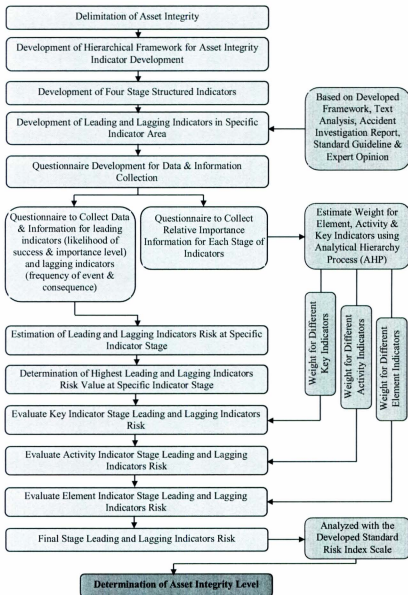 Delimitation of Asset Integrity
Development of Hierarchical Framework for Asset Integrity
Indicator Development
Development of Four Stage Structured Indicators
Development of Leading and Lagging Indicators in Specific
Indicator Area
Based on Developed
Framework, Text
Analysis, Accident
Investigation Report,
Standard Guideline &
Expert Opinion
Questionnaire Development for Data & Information
Collection
Questionnaire to Collect Data
& Information for leading
indicators (likelihood of
success & importance level)
and lagging indicators
(frequency of event &
consequence)
Questionnaire to Collect
Relative Importance
Information for Each Stage of
Indicators
Estimate Weight for
Element, Activity &
Key Indicators using
Analytical Hierarchy
Process (AHP)
Weight for Different
Key Indicators
Weight for Different
Activity Indicators
Weight for Different
Element Indicators
Estimation of Leading and Lagging Indicators Risk at Specific
Indicator Stage
Determination of Highest Leading and Lagging Indicators
Risk Value at Specific Indicator Stage
Evaluate Key Indicator Stage Leading and Lagging Indicators
Risk
Evaluate Activity Indicator Stage Leading and Lagging
Indicators Risk
Evaluate Element Indicator Stage Leading and Lagging
Indicators Risk
Final Stage Leading and Lagging Indicators Risk
Analyzed with the
Developed Standard
Risk Index Scale
Determination of Asset Integrity Level